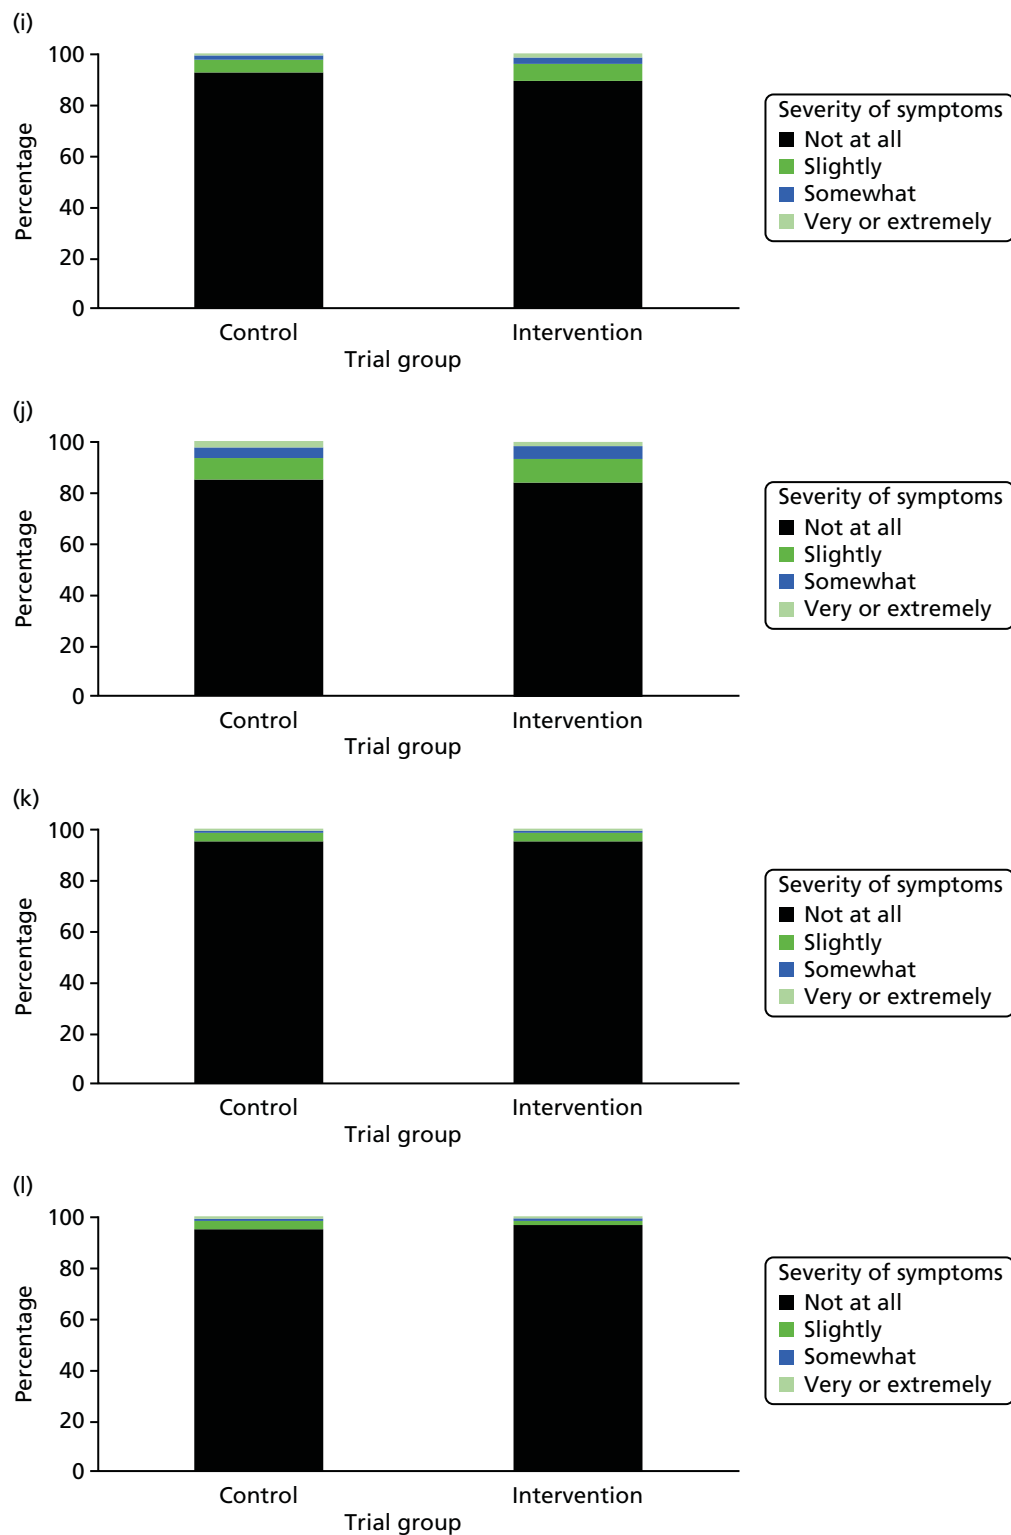 (i)
100
80
60
40
20
0
Percentage
Control
Intervention
Trial group
Severity of symptoms
Not at all
Slightly
Somewhat
Very or extremely
(j)
100
80
60
40
20
0
Percentage
Control
Intervention
Trial group
Severity of symptoms
Not at all
Slightly
Somewhat
Very or extremely
(k)
100
80
60
40
20
0
Percentage
Control
Intervention
Trial group
Severity of symptoms
Not at all
Slightly
Somewhat
Very or extremely
(l)
100
80
60
40
20
0
Percentage
Control
Intervention
Trial group
Severity of symptoms
Not at all
Slightly
Somewhat
Very or extremely